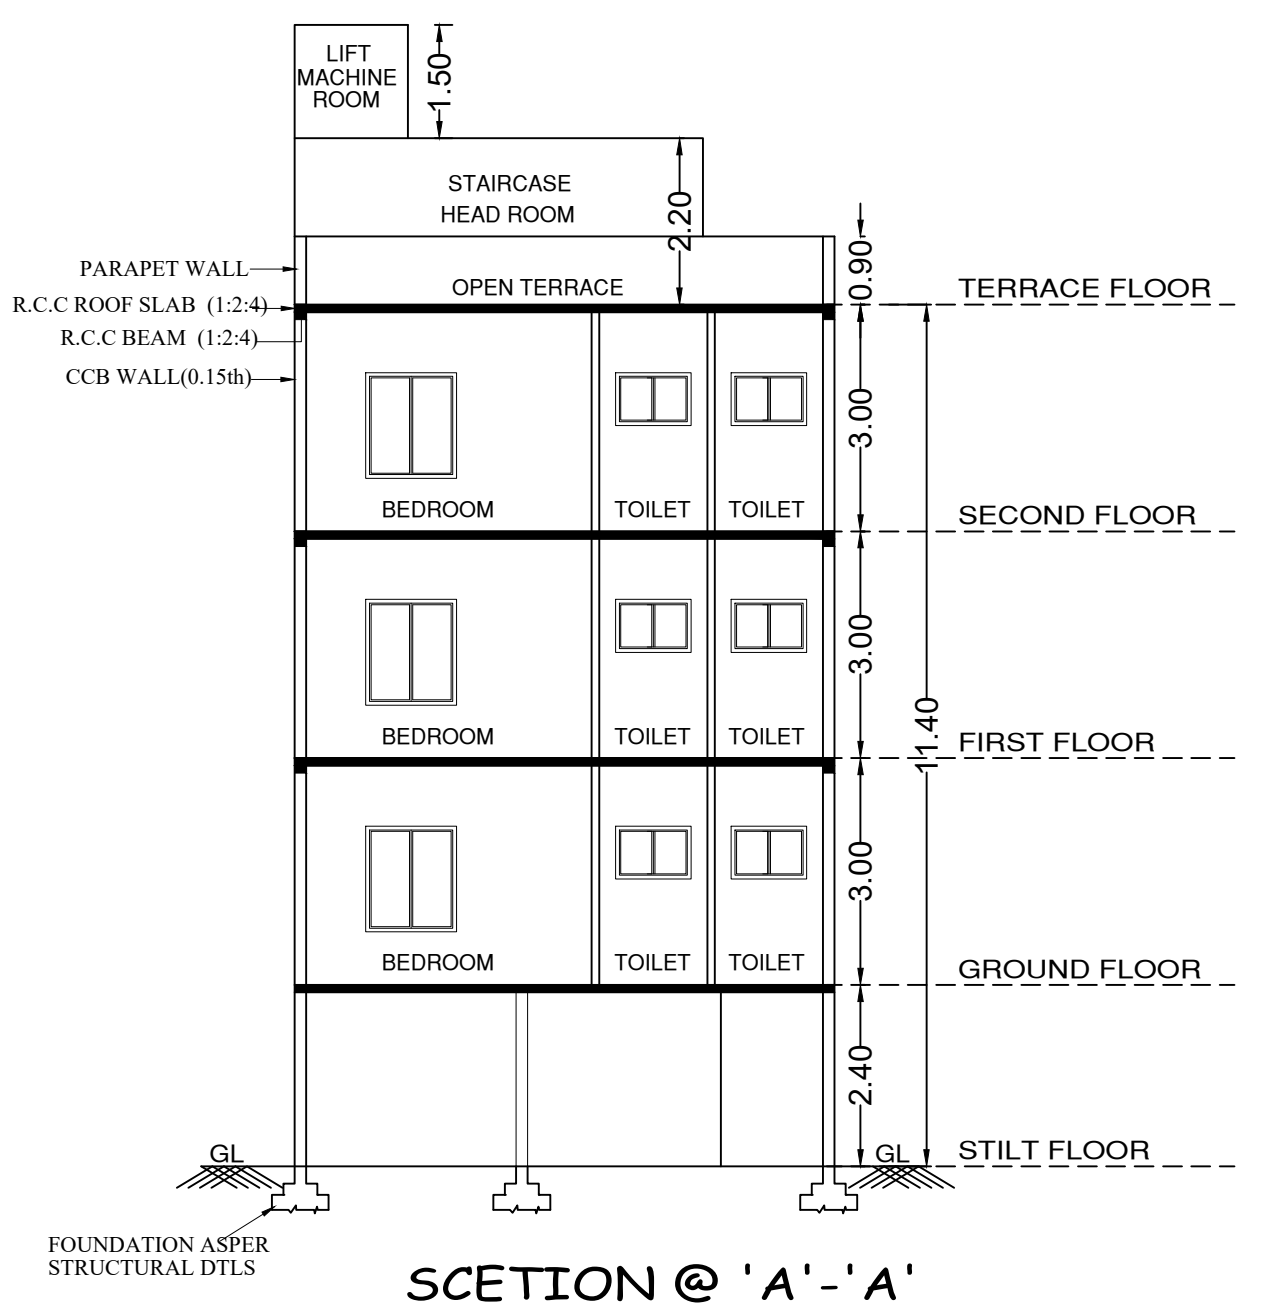 LIFT
MACHINE
ROOM
1.50
STAIRCASE
HEAD ROOM
2.20
PARAPET WALL
OPEN TERRACE
0.90
TERRACE FLOOR
R.C.C ROOF SLAB (1:2:4)
R.C.C BEAM (1:2:4)
CCB WALL(0.15th)
3.00
BEDROOM
TOILET
TOILET
SECOND FLOOR
3.00
BEDROOM
TOILET
TOILET
11.40
FIRST FLOOR
3.00
BEDROOM
TOILET
TOILET
GROUND FLOOR
2.40
GL
GL
STILT FLOOR
FOUNDATION ASPER
STRUCTURAL DTLS
SCETION @ 'A'-'A'